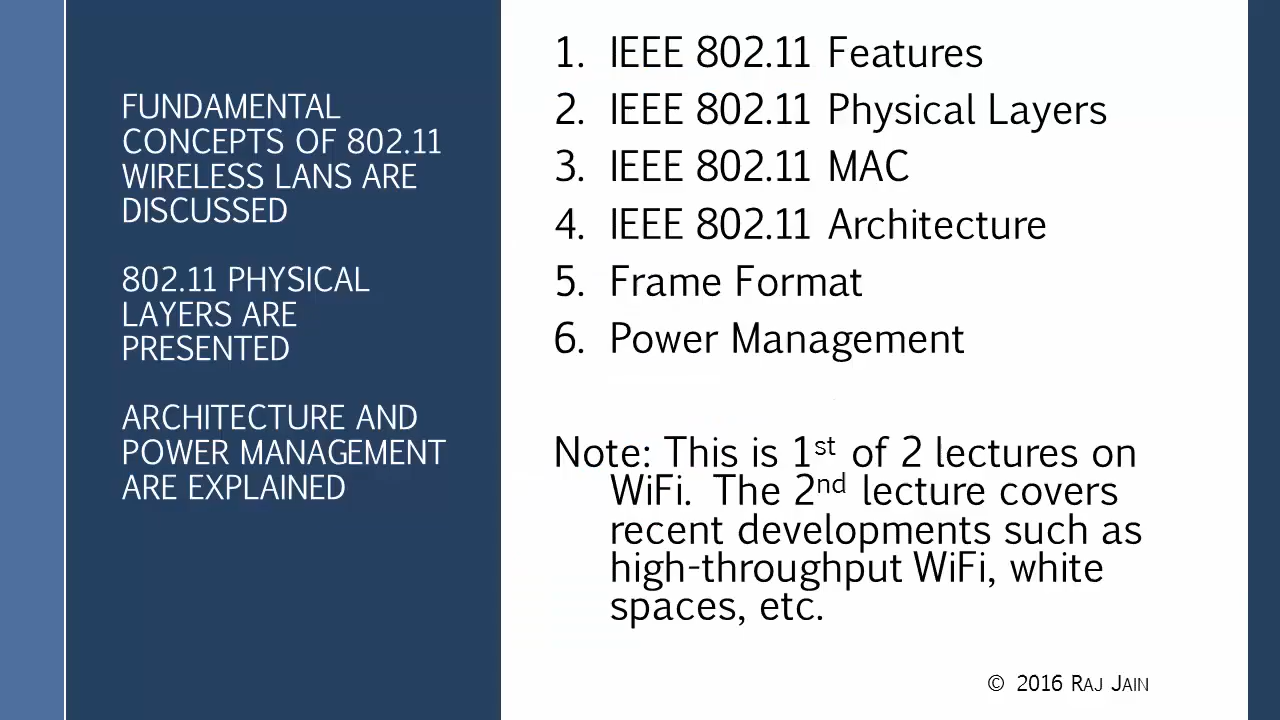 FUNDAMENTAL
CONCEPTS OF 802.11
WIRELESS LANS ARE
DISCUSSED
802.11 PHYSICAL
LAYERS ARE
PRESENTED
ARCHITECTURE AND
POWER MANAGEMENT
ARE EXPLAINED
1. IEEE 802.11 Features
2. IEEE 802.11 Physical Layers
3. IEEE 802.11 MAC
4. IEEE 802.11 Architecture
5. Frame Format
6. Power Management
Note: This is 1st of 2 lectures on
WiFi. The 2nd lecture covers
recent developments such as
high-throughput WiFi, white
spaces, etc.
© 2016 RAJ JAIN